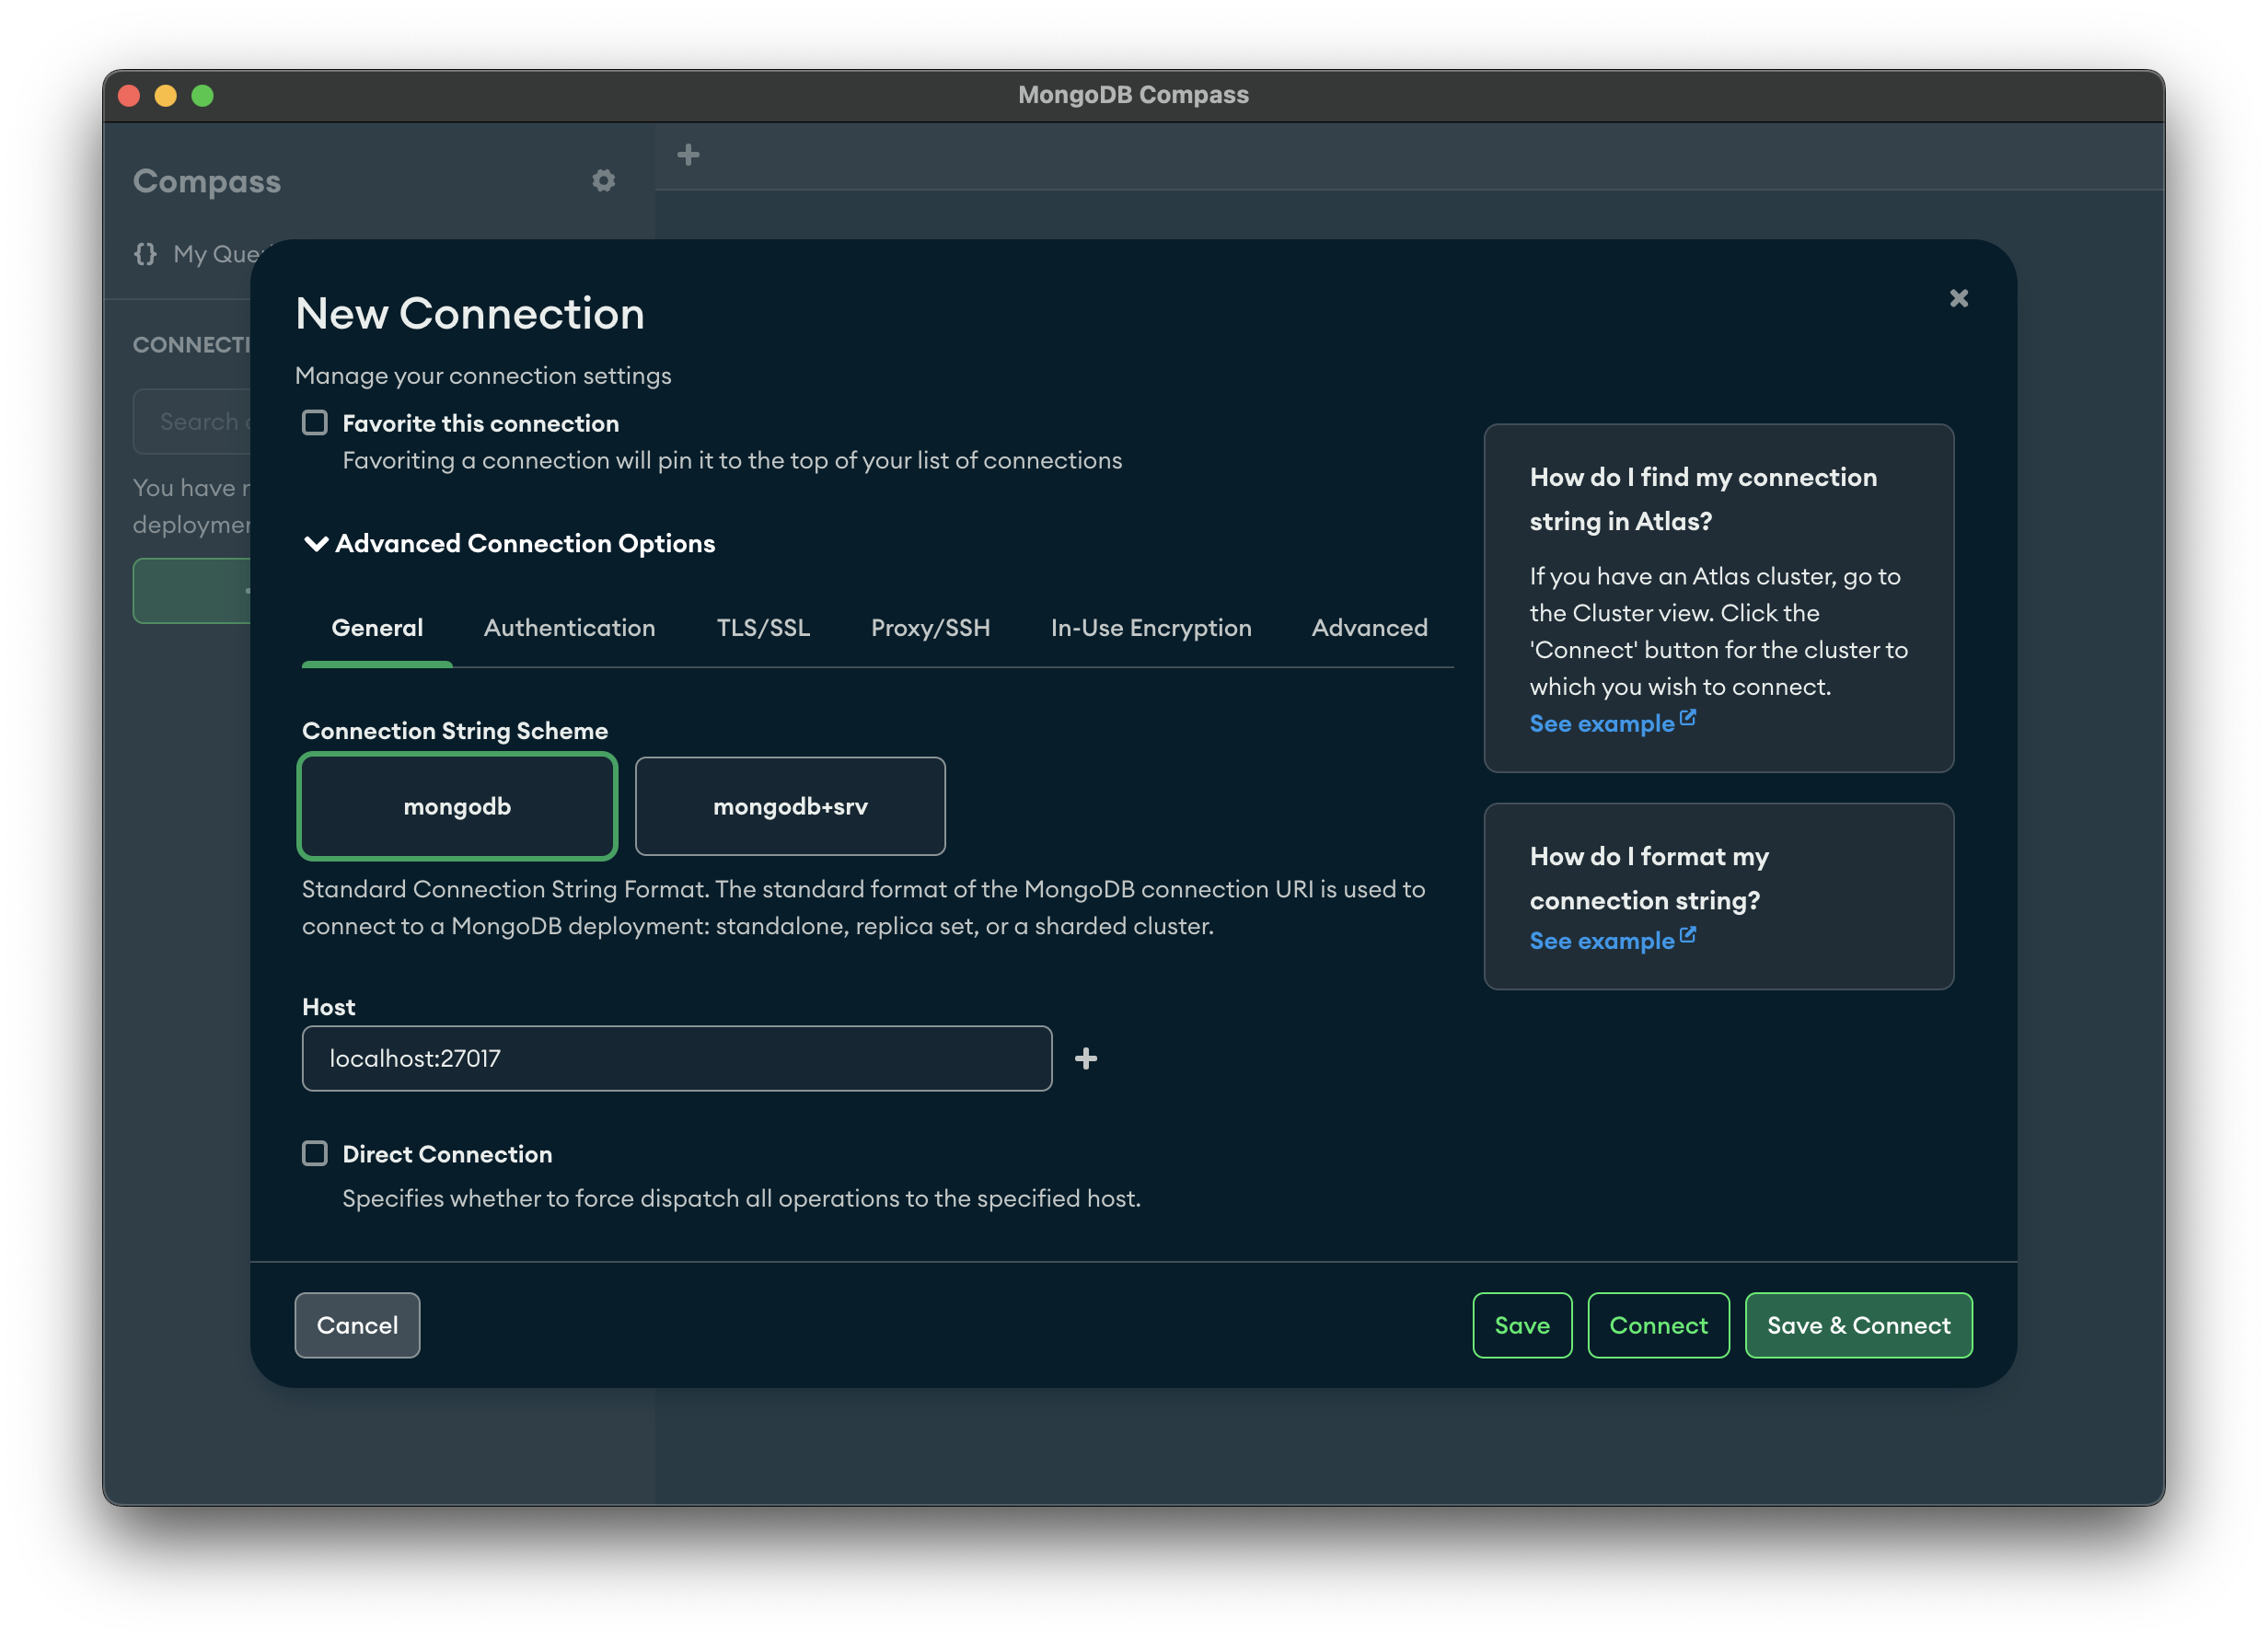 MongoDB Compass
Compass
{} My Que
CONNECTI
Search
You have
deploymen
New Connection
Manage your connection settings
Favorite this connection
Favoriting a connection will pin it to the top of your list of connections
Advanced Connection Options
General Authentication TLS/SSL Proxy/SSH In-Use Encryption Advanced
Connection String Scheme
mongodb mongodb+srv
Standard Connection String Format. The standard format of the MongoDB connection URI is used to
connect to a MongoDB deployment: standalone, replica set, or a sharded cluster.
Host
localhost:27017
Direct Connection
Specifies whether to force dispatch all operations to the specified host.
How do I find my connection
string in Atlas?
If you have an Atlas cluster, go to
the Cluster view. Click the
'Connect' button for the cluster to
which you wish to connect.
See example
How do I format my
connection string?
See example
Cancel Save Connect Save & Connect